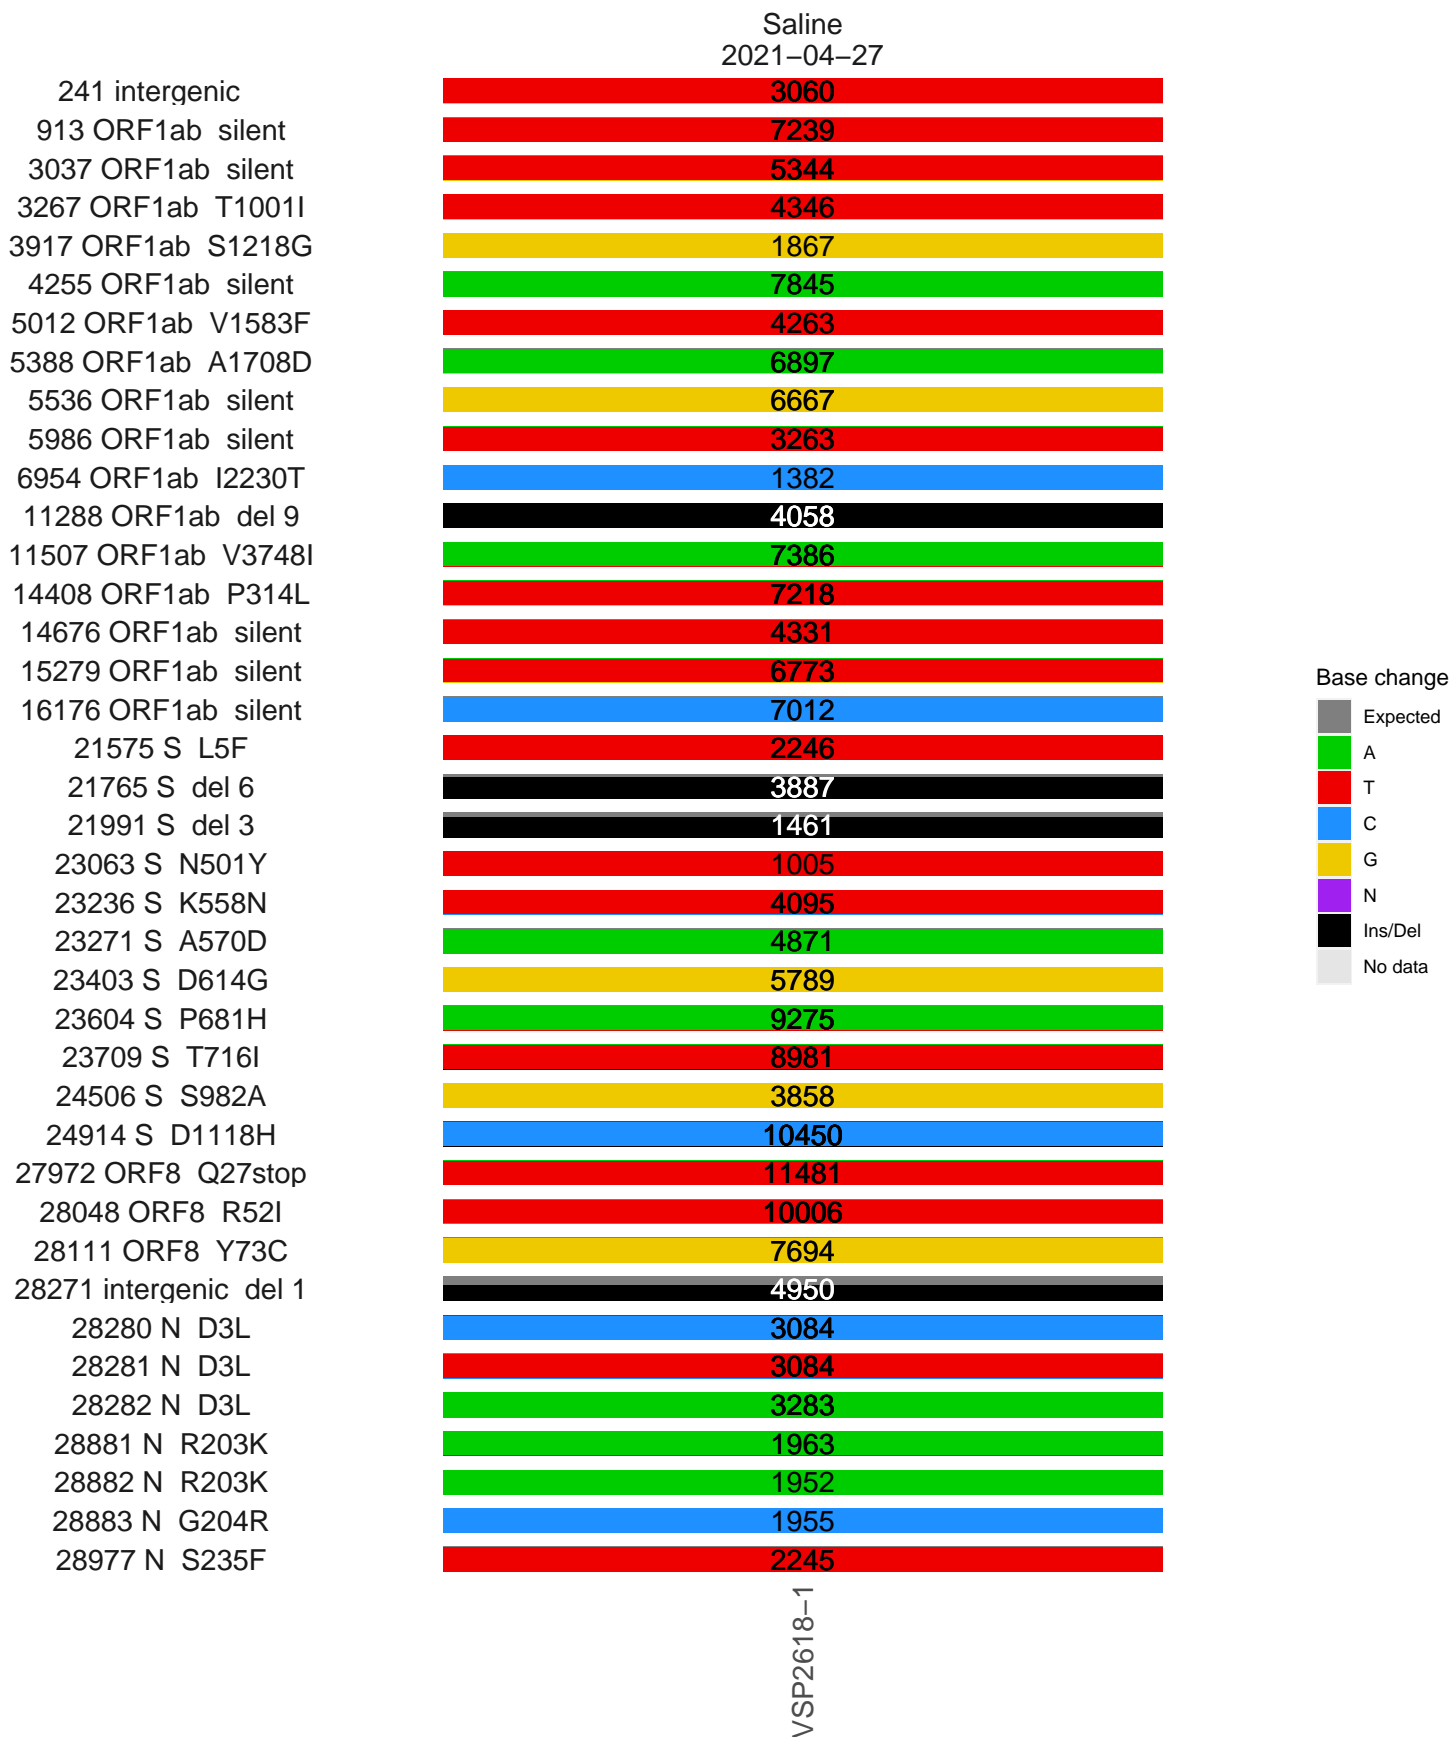 Saline
2021−04−27
241 intergenic 3060
913 ORF1ab silent 7239
3037 ORF1ab silent 5344
3267 ORF1ab T1001I 4346
3917 ORF1ab S1218G 1867
4255 ORF1ab silent 7845
5012 ORF1ab V1583F 4263
5388 ORF1ab A1708D 6897
5536 ORF1ab silent 6667
5986 ORF1ab silent 3263
6954 ORF1ab I2230T 1382
11288 ORF1ab del 9 4058
11507 ORF1ab V3748I 7386
14408 ORF1ab P314L 7218
14676 ORF1ab silent 4331
15279 ORF1ab silent 6773
16176 ORF1ab silent 7012
21575 S L5F 2246
21765 S del 6 3887
21991 S del 3 1461
23063 S N501Y 1005
23236 S K558N 4095
23271 S A570D 4871
23403 S D614G 5789
23604 S P681H 9275
23709 S T716I 8981
24506 S S982A 3858
24914 S D1118H 10450
27972 ORF8 Q27stop 11481
28048 ORF8 R52I 10006
28111 ORF8 Y73C 7694
28271 intergenic del 1 4950
28280 N D3L 3084
28281 N D3L 3084
28282 N D3L 3283
28881 N R203K 1963
28882 N R203K 1952
28883 N G204R 1955
28977 N S235F 2245
VSP2618−1
Base change
Expected
A
T
C
G
N
Ins/Del
No data